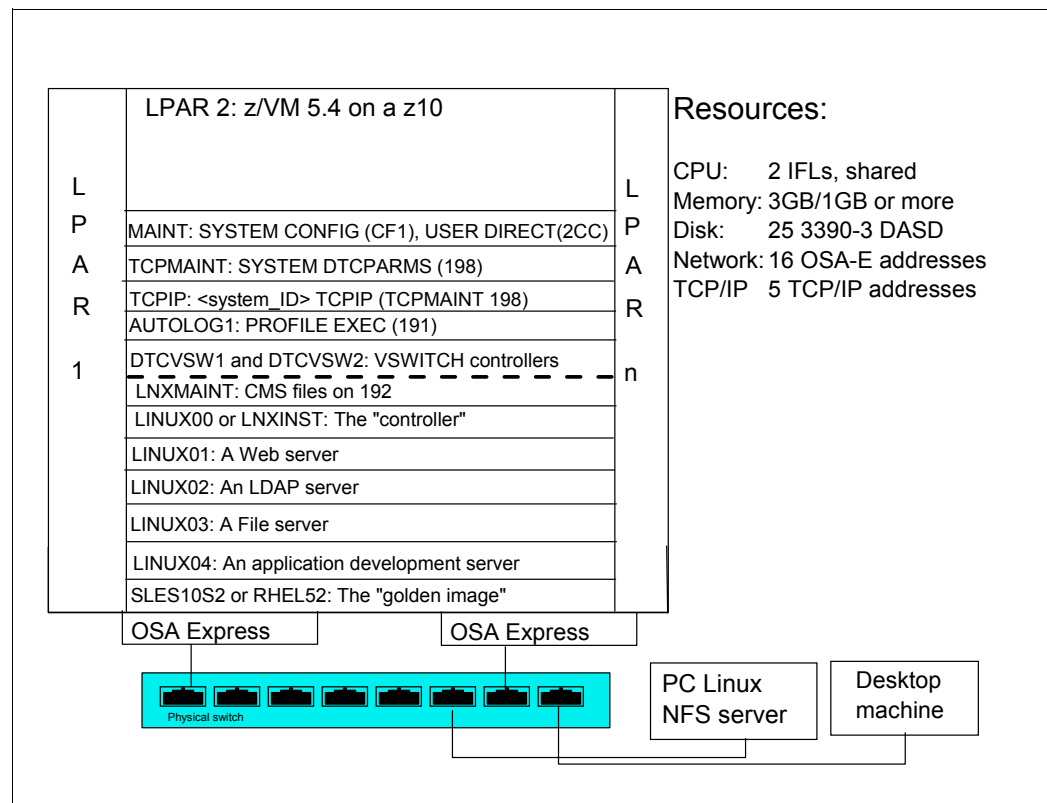 LPAR 2: z/VM 5.4 on a z10
Resources:
CPU: 2 IFLs, shared
Memory: 3GB/1GB or more
Disk: 25 3390-3 DASD
Network: 16 OSA-E addresses
TCP/IP 5 TCP/IP addresses
L
P
A
R
1
MAINT: SYSTEM CONFIG (CF1), USER DIRECT(2CC)
TCPMAINT: SYSTEM DTCPARMS (198)
TCPIP: <system_ID> TCPIP (TCPMAINT 198)
AUTOLOG1: PROFILE EXEC (191)
DTCVSW1 and DTCVSW2: VSWITCH controllers
LNXMAINT: CMS files on 192
LINUX00 or LNXINST: The "controller"
LINUX01: A Web server
LINUX02: An LDAP server
LINUX03: A File server
LINUX04: An application development server
SLES10S2 or RHEL52: The "golden image"
L
P
A
R
n
OSA Express
OSA Express
Physical switch
PC Linux
NFS server
Desktop
machine